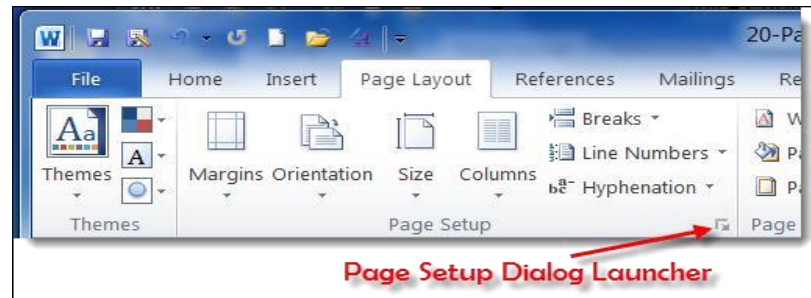 W 20-Pa
File Home Insert Page Layout References Mailings Re
Aa Breaks W
A Line Numbers P
Themes Margins Orientation Size Columns Hyphenation P
Themes Page Setup Page
Page Setup Dialog Launcher